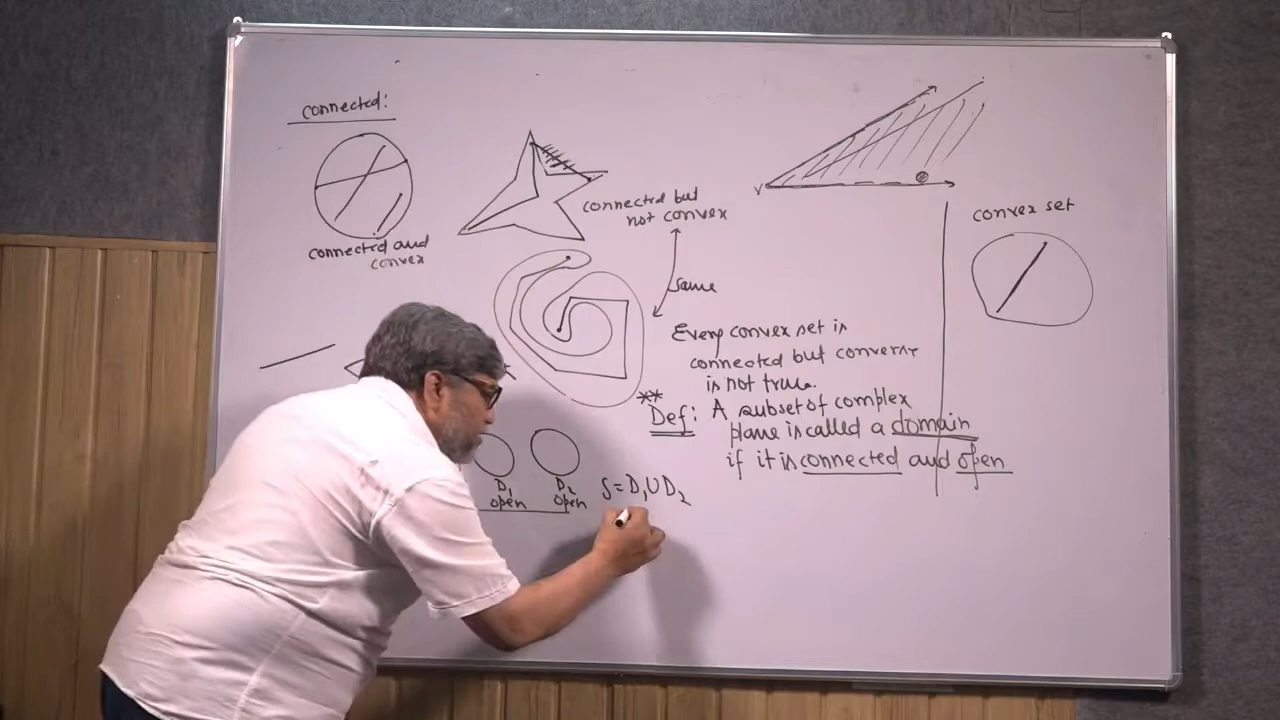 connected:
connected and
convex
connected but
not convex
same
V
convex set
Every convex set is
connected but converse
is not true.
**
Def: A subset of complex
plane is called a domain
if it is connected and open
D₁
open
D₂
open
S=D₁∪D₂